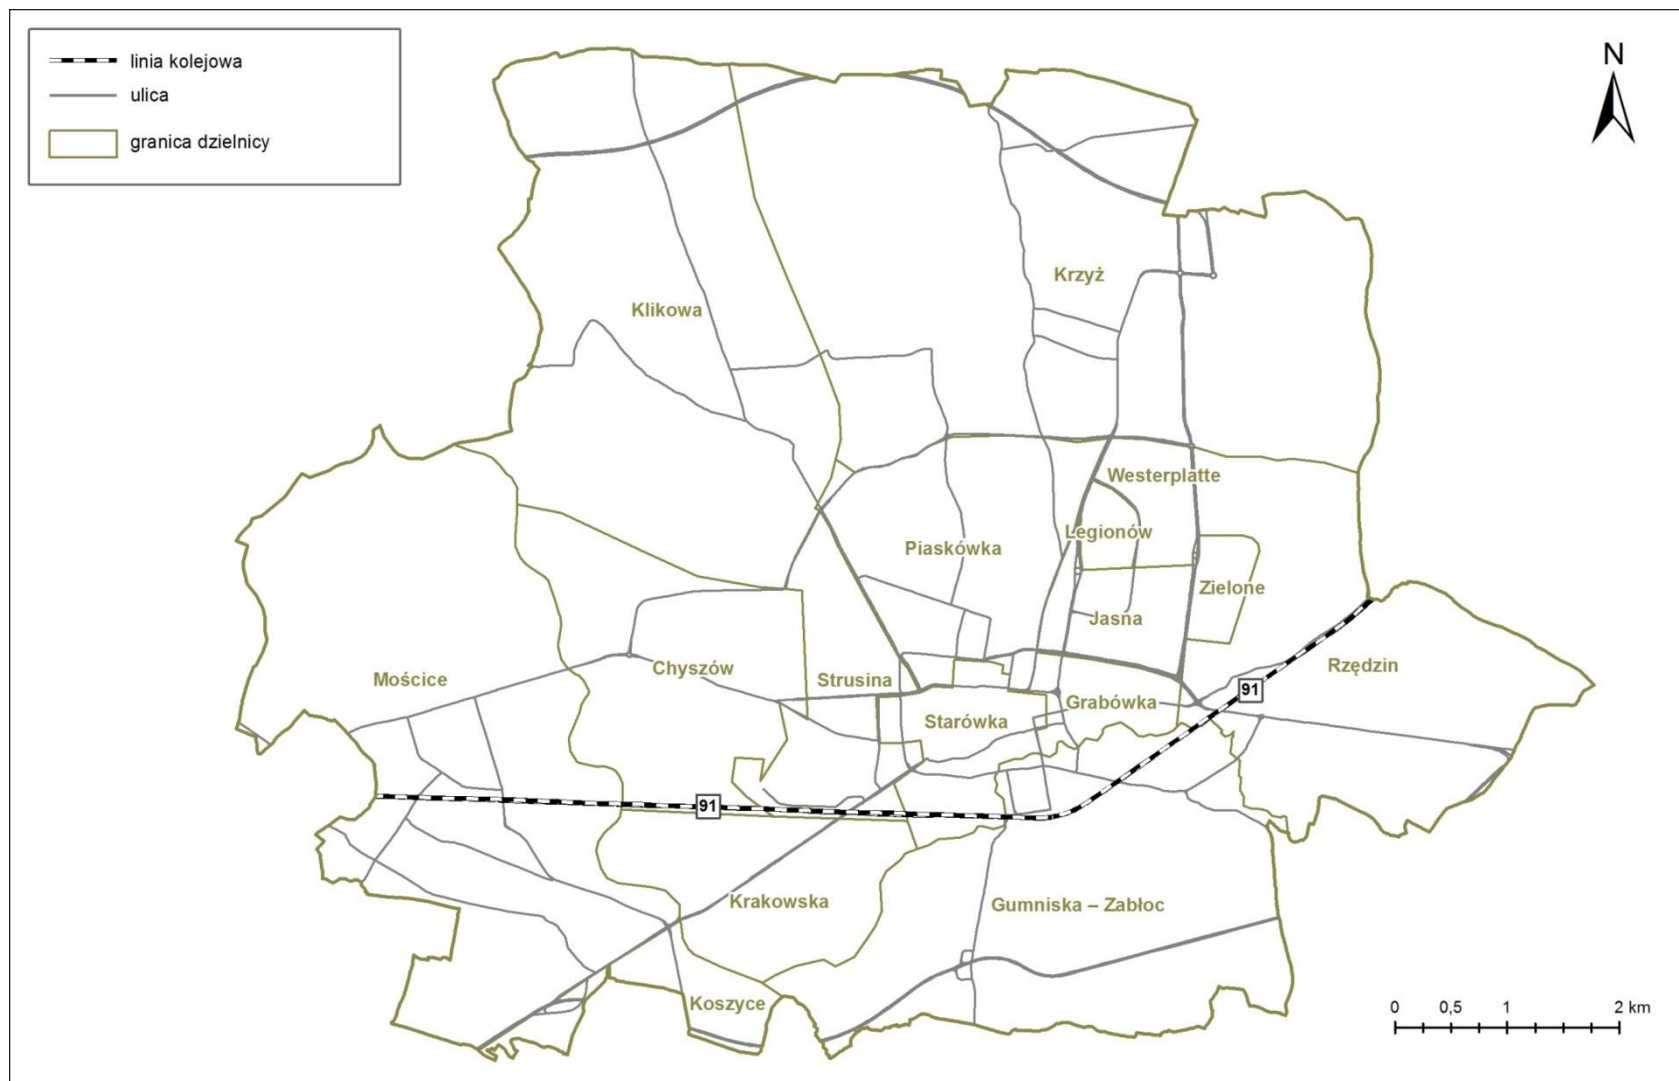 linia kolejowa
ulica
granica dzielnicy
N
Krzyż
Klikowa
Westerplatte
Legionów
Piaskówka
Zielone
Jasna
Rzędzin
Chyszów
Mościce
Strusina
91
Grabówka
Starówka
91
Krakowska
Gumniska – Zabłoc
Koszyce
0 0,5 1 2 km